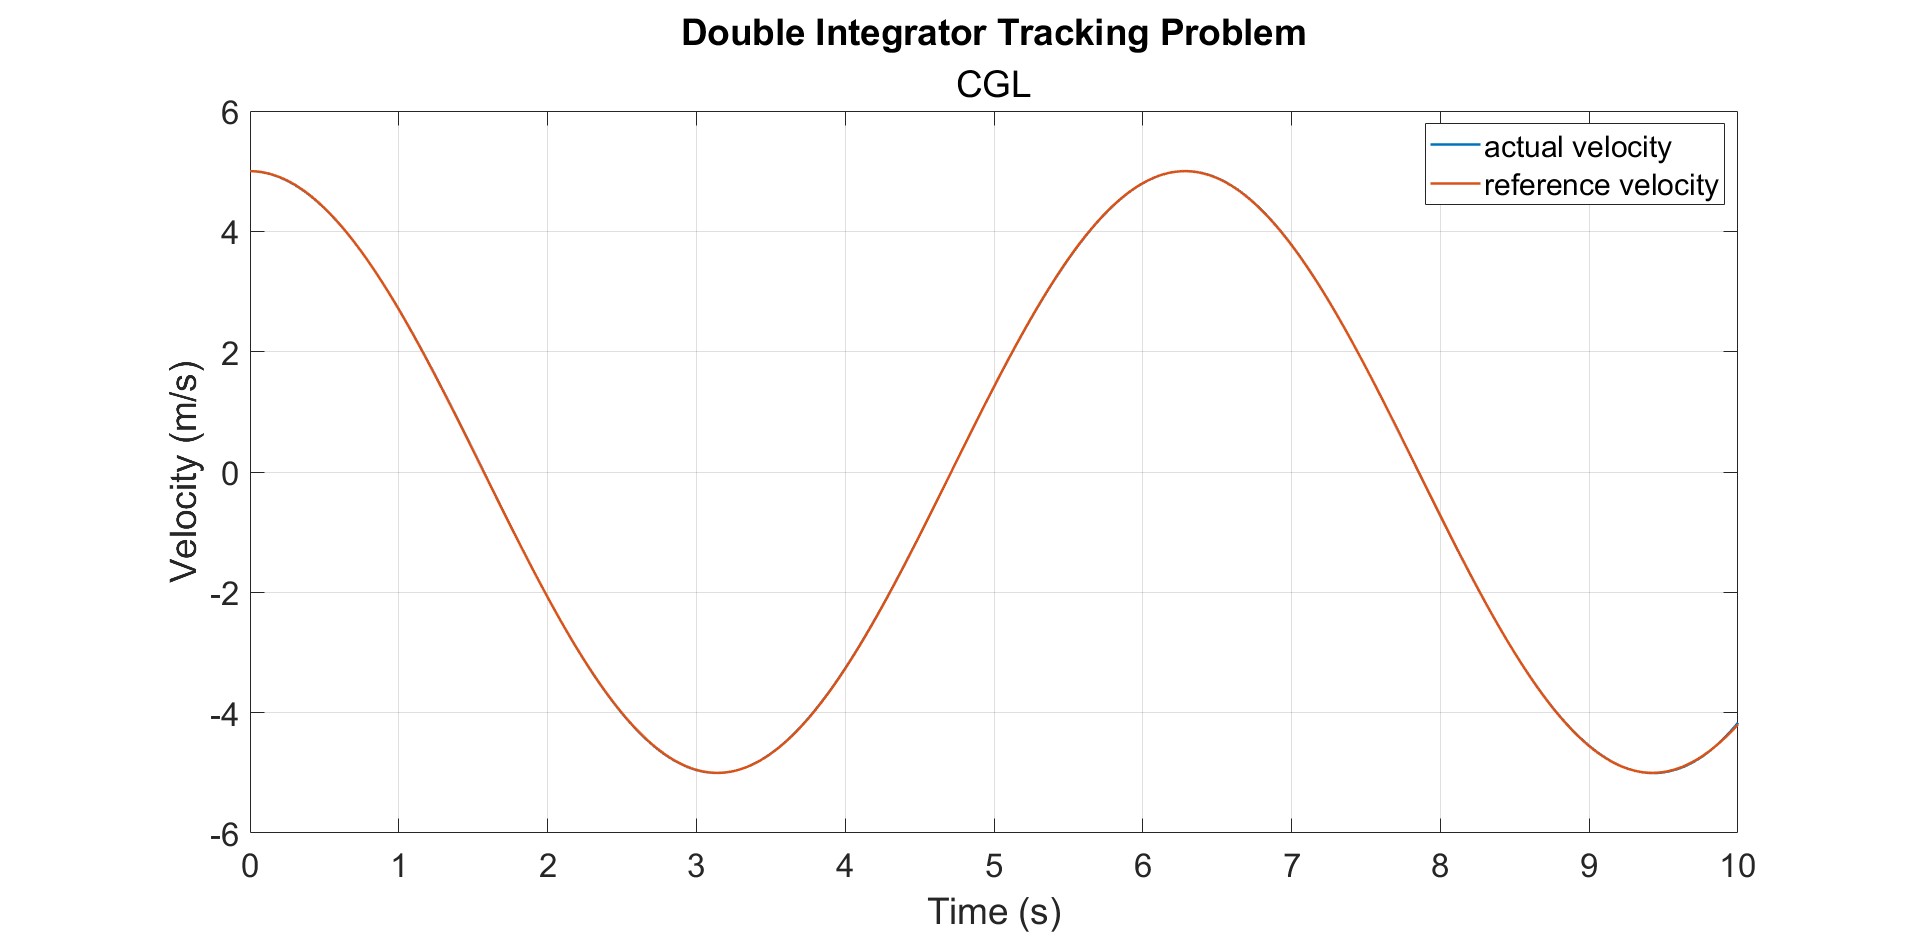 Double Integrator Tracking Problem
CGL
actual velocity
reference velocity
Velocity (m/s)
6
4
2
0
-2
-4
-6
0 1 2 3 4 5 6 7 8 9 10
Time (s)